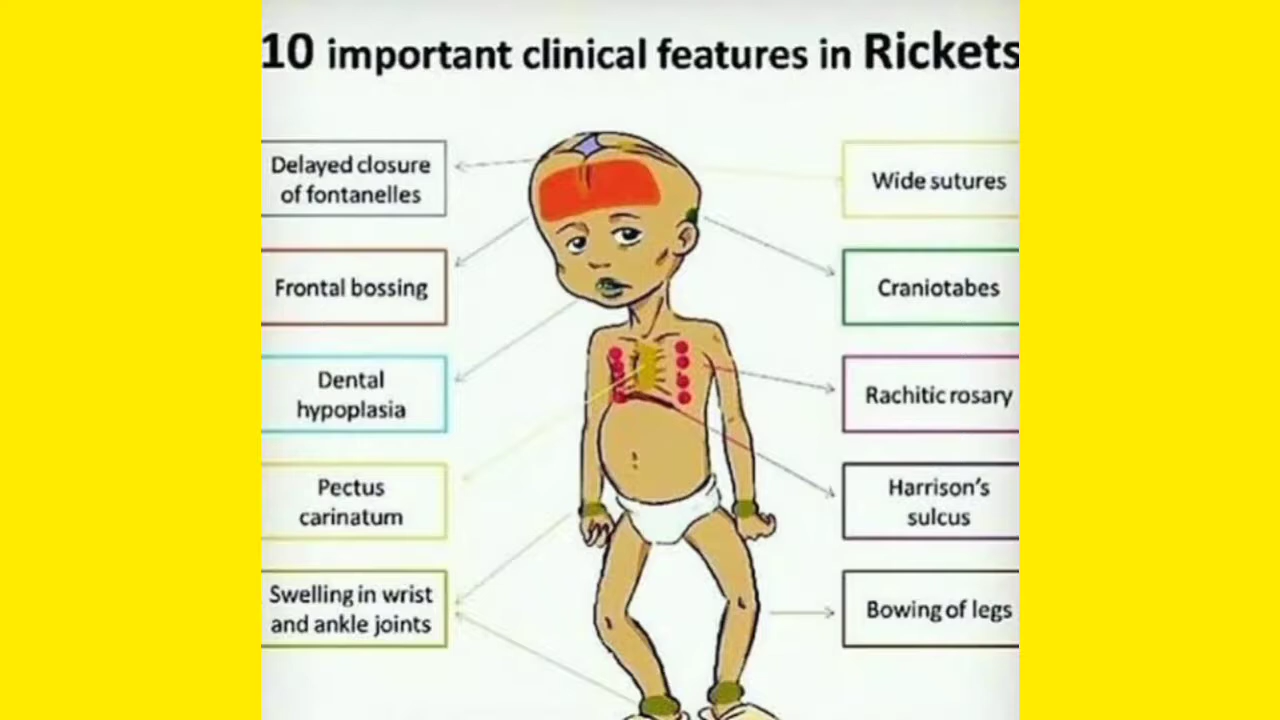 10 important clinical features in Rickets
Delayed closure
of fontanelles
Frontal bossing
Dental
hypoplasia
Pectus
carinatum
Swelling in wrist
and ankle joints
Wide sutures
Craniotabes
Rachitic rosary
Harrison's
sulcus
Bowing of legs